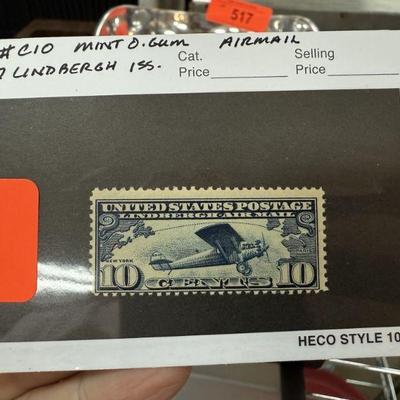 517
#C10 MINT O.GUM AIRMAIL
7 LINDBERGH ISS.
Cat.
Price
Selling
Price
UNITED STATES POSTAGE
LINDBERGH·AIR MAIL
NEW YORK
10 CENTS 10
HECO STYLE 10